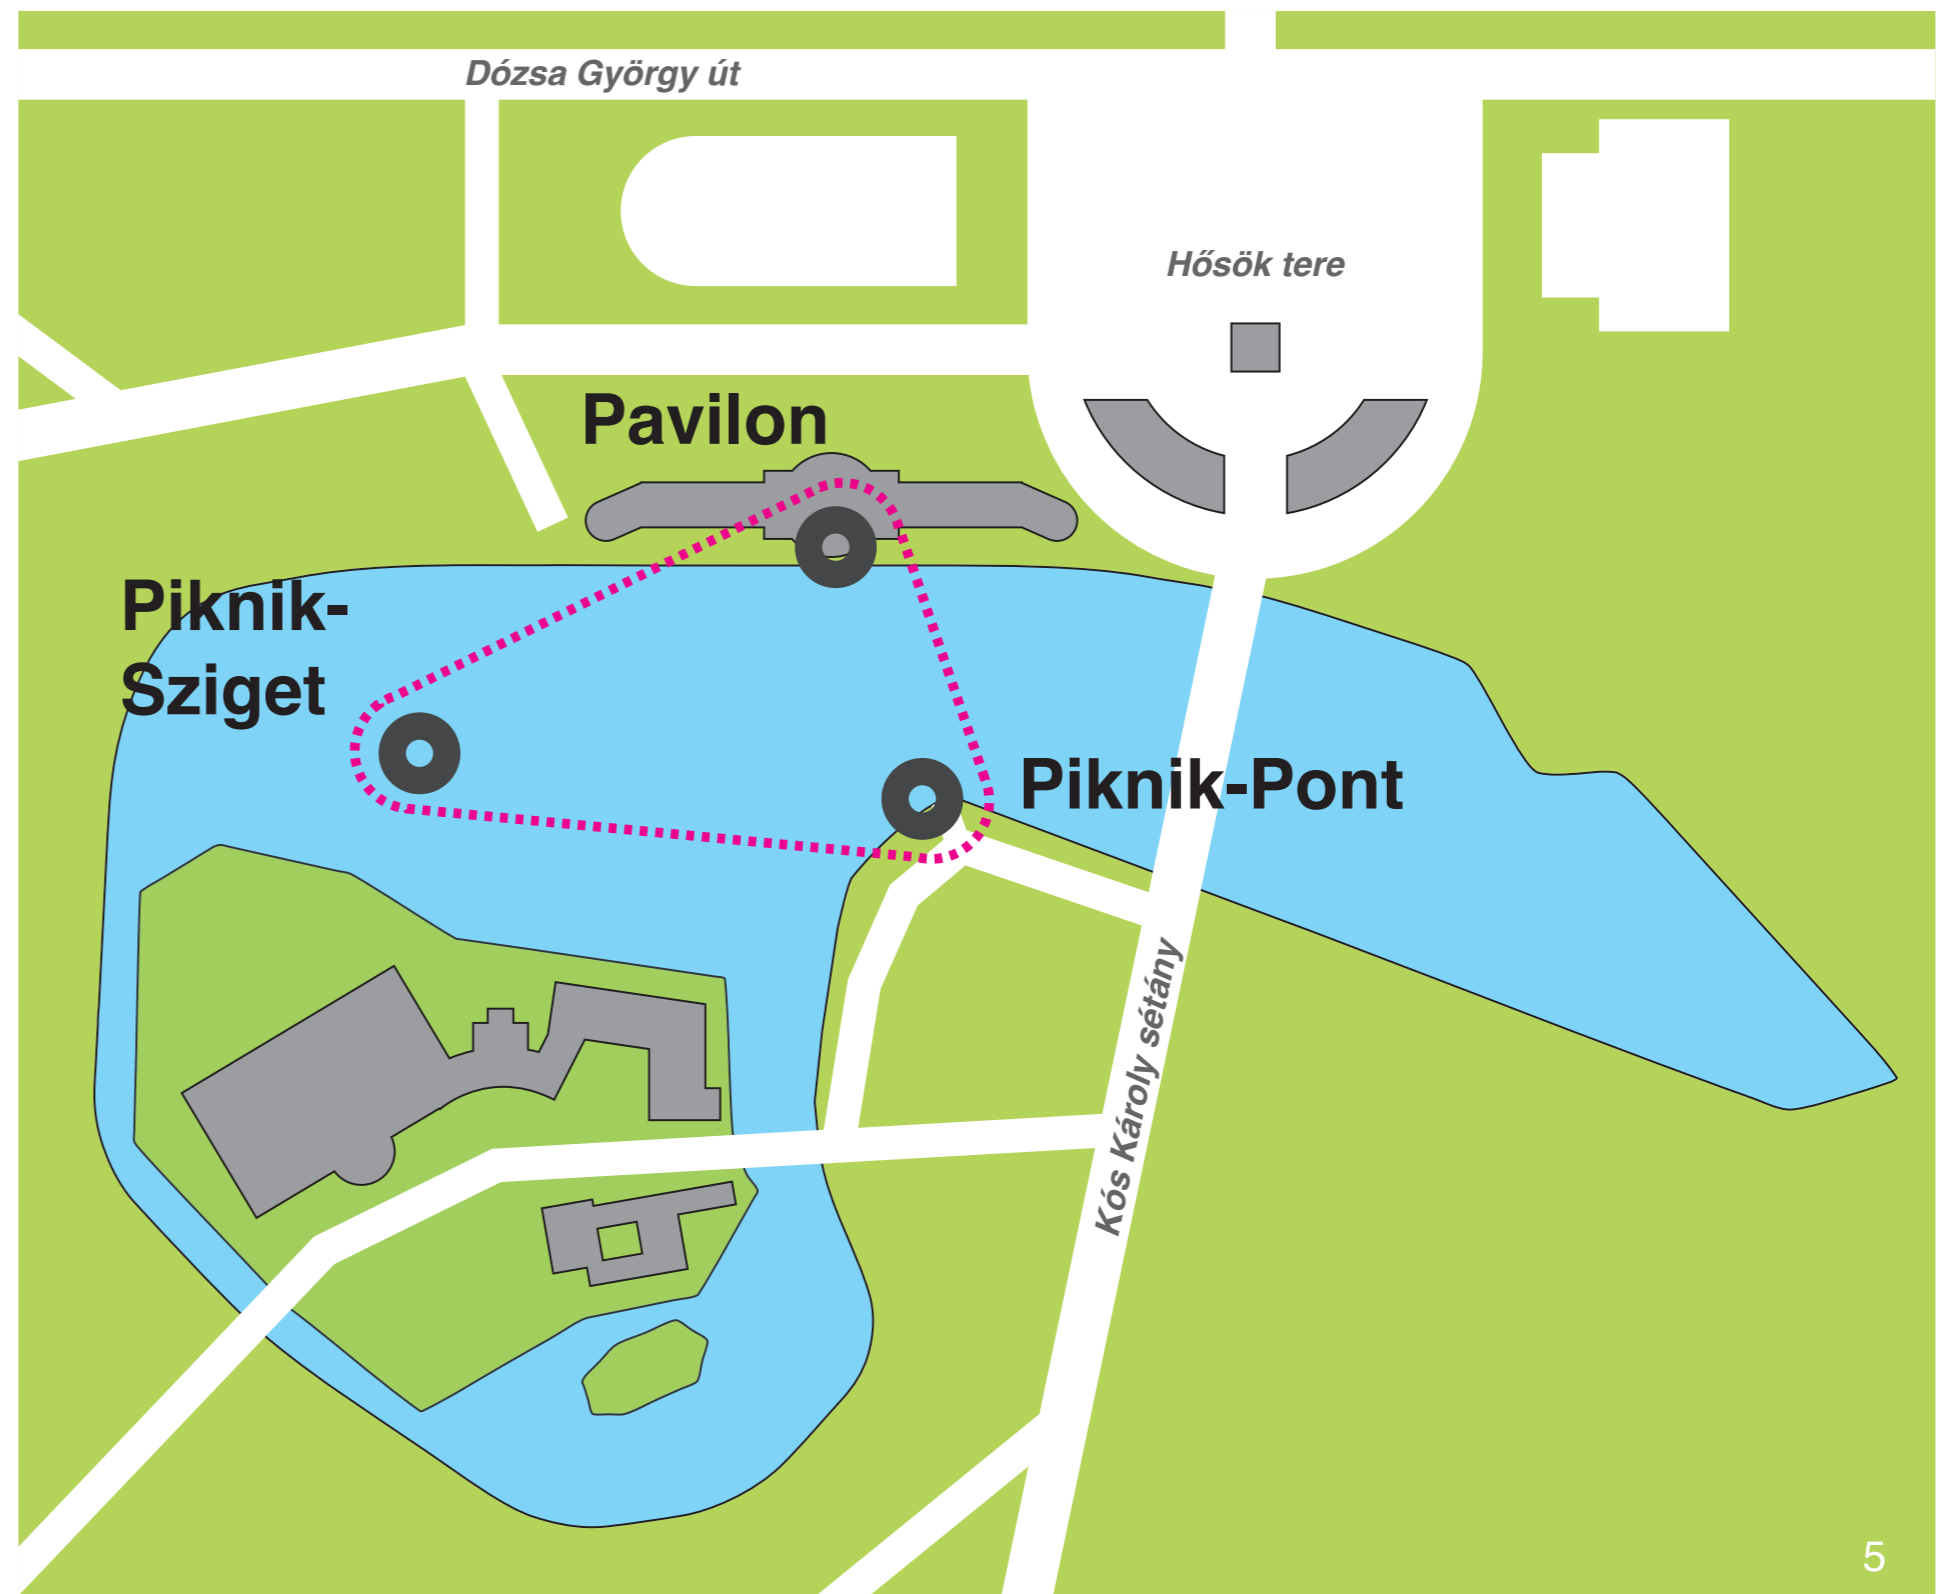 Dózsa György út
Hősök tere
Pavilon
Piknik-
Sziget
Piknik-Pont
Kós Károly sétány
5